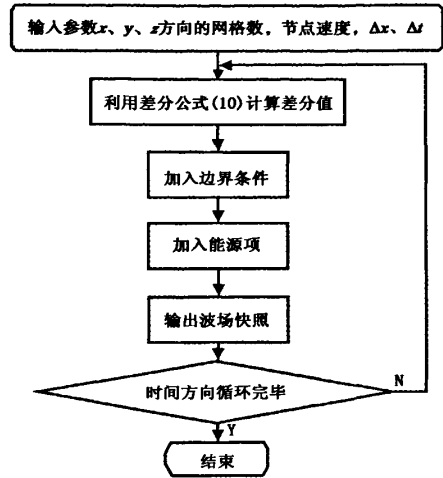 输入参数x、y、z方向的网格数，节点速度，Δx、Δt
利用差分公式(10)计算差分值
加入边界条件
加入能源项
输出波场快照
时间方向循环完毕
N
Y
结束